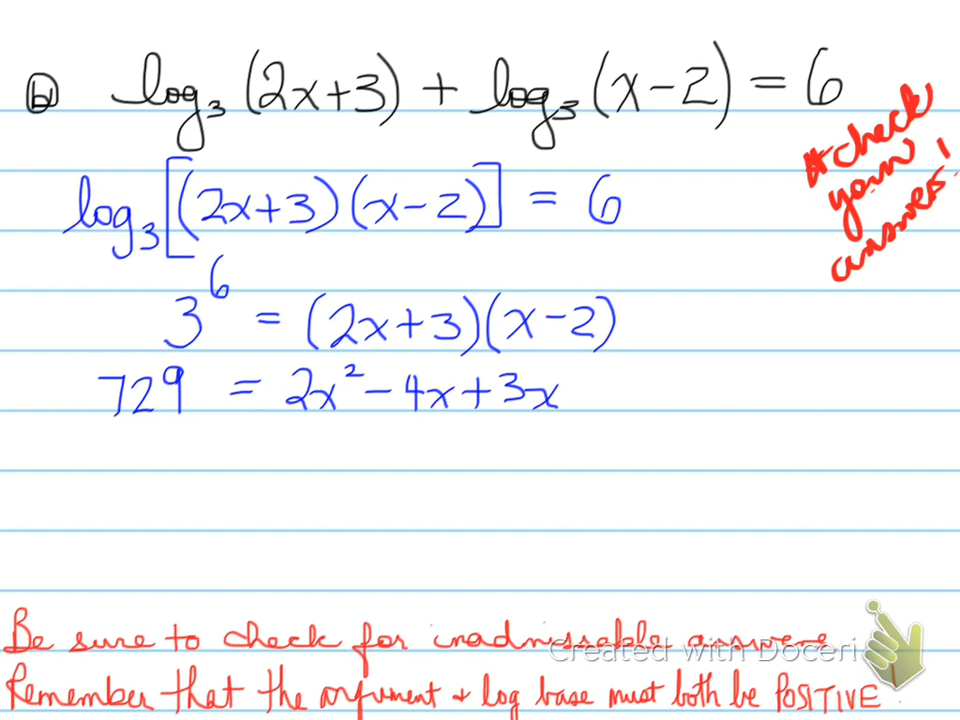 b) log₃(2x+3) + log₃(x-2) = 6
* check your answers!
log₃[(2x+3)(x-2)] = 6
3⁶ = (2x+3)(x-2)
729 = 2x² - 4x + 3x
Be sure to check for inadmissable answers
Created with Doceri
Remember that the argument & log base must both be POSITIVE.